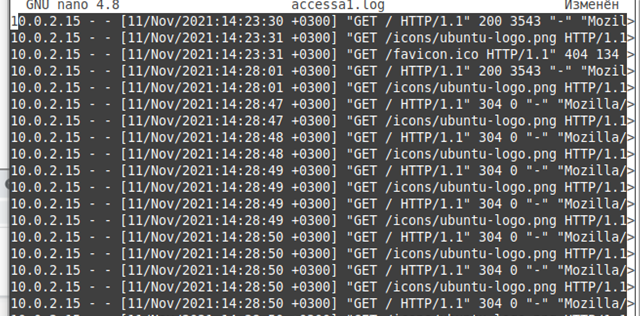 GNU nano 4.8 accessa1.log Изменён
10.0.2.15 - - [11/Nov/2021:14:23:30 +0300] "GET / HTTP/1.1" 200 3543 "-" "Mozil>
10.0.2.15 - - [11/Nov/2021:14:23:31 +0300] "GET /icons/ubuntu-logo.png HTTP/1.1>
10.0.2.15 - - [11/Nov/2021:14:23:31 +0300] "GET /favicon.ico HTTP/1.1" 404 134 >
10.0.2.15 - - [11/Nov/2021:14:28:01 +0300] "GET / HTTP/1.1" 200 3543 "-" "Mozil>
10.0.2.15 - - [11/Nov/2021:14:28:01 +0300] "GET /icons/ubuntu-logo.png HTTP/1.1>
10.0.2.15 - - [11/Nov/2021:14:28:47 +0300] "GET / HTTP/1.1" 304 0 "-" "Mozilla/>
10.0.2.15 - - [11/Nov/2021:14:28:47 +0300] "GET /icons/ubuntu-logo.png HTTP/1.1>
10.0.2.15 - - [11/Nov/2021:14:28:48 +0300] "GET / HTTP/1.1" 304 0 "-" "Mozilla/>
10.0.2.15 - - [11/Nov/2021:14:28:48 +0300] "GET /icons/ubuntu-logo.png HTTP/1.1>
10.0.2.15 - - [11/Nov/2021:14:28:49 +0300] "GET / HTTP/1.1" 304 0 "-" "Mozilla/>
10.0.2.15 - - [11/Nov/2021:14:28:49 +0300] "GET /icons/ubuntu-logo.png HTTP/1.1>
10.0.2.15 - - [11/Nov/2021:14:28:49 +0300] "GET / HTTP/1.1" 304 0 "-" "Mozilla/>
10.0.2.15 - - [11/Nov/2021:14:28:49 +0300] "GET /icons/ubuntu-logo.png HTTP/1.1>
10.0.2.15 - - [11/Nov/2021:14:28:50 +0300] "GET / HTTP/1.1" 304 0 "-" "Mozilla/>
10.0.2.15 - - [11/Nov/2021:14:28:50 +0300] "GET /icons/ubuntu-logo.png HTTP/1.1>
10.0.2.15 - - [11/Nov/2021:14:28:50 +0300] "GET / HTTP/1.1" 304 0 "-" "Mozilla/>
10.0.2.15 - - [11/Nov/2021:14:28:50 +0300] "GET /icons/ubuntu-logo.png HTTP/1.1>
10.0.2.15 - - [11/Nov/2021:14:28:50 +0300] "GET / HTTP/1.1" 304 0 "-" "Mozilla/>